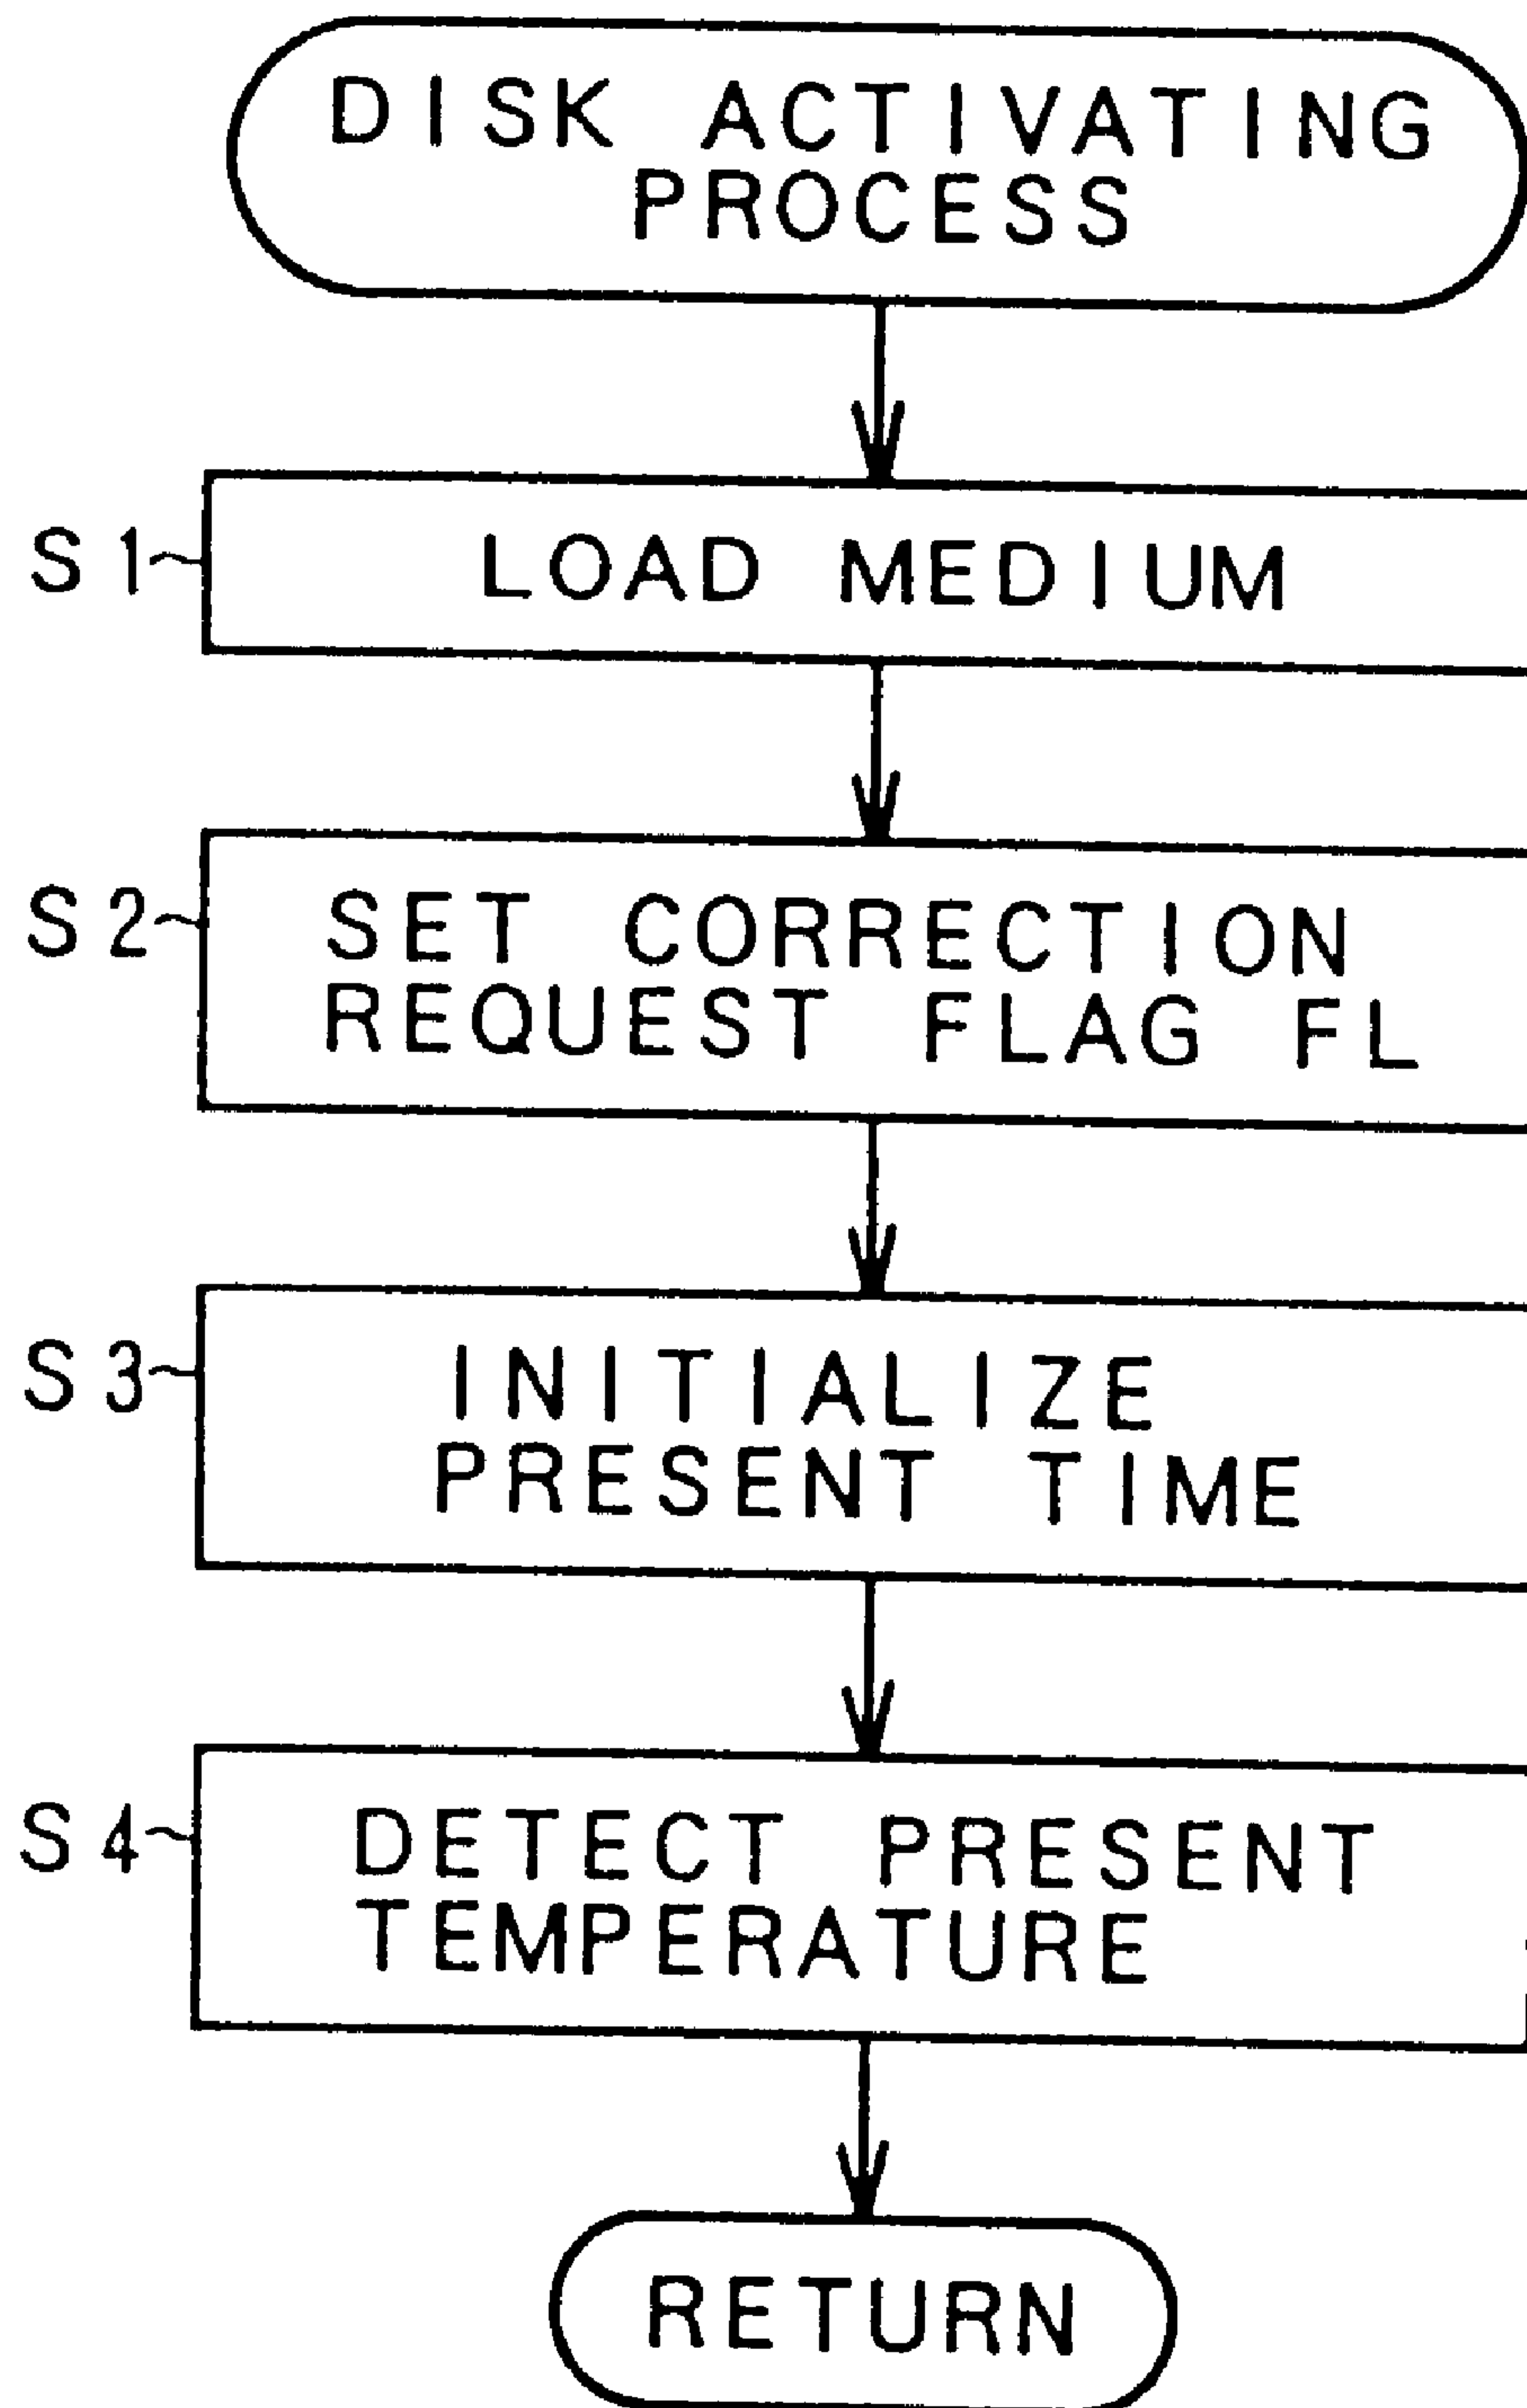 DISK ACTIVATING
PROCESS
S1
LOAD MEDIUM
S2
SET CORRECTION
REQUEST FLAG FL
S3
INITIALIZE
PRESENT TIME
S4
DETECT PRESENT
TEMPERATURE
RETURN